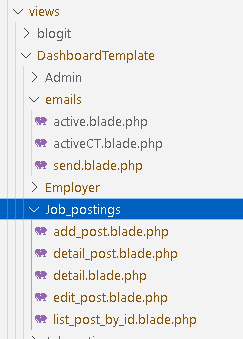 views
blogit
DashboardTemplate
Admin
emails
active.blade.php
activeCT.blade.php
send.blade.php
Employer
Job_postings
add_post.blade.php
detail_post.blade.php
detail.blade.php
edit_post.blade.php
list_post_by_id.blade.php